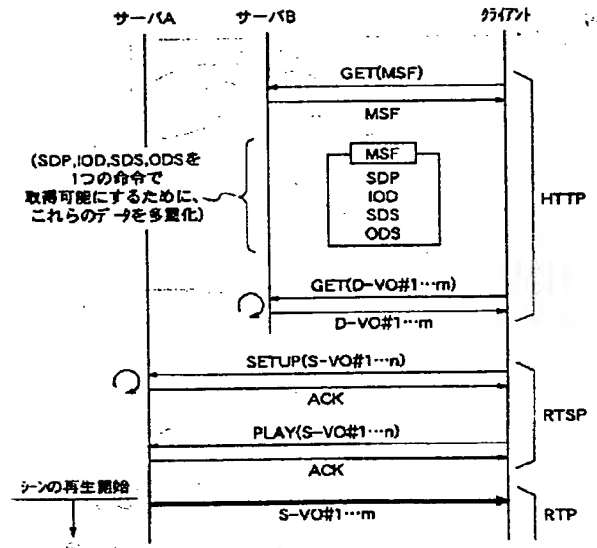 サーバA
サーバB
クライアント
GET(MSF)
MSF
(SDP,IOD,SDS,ODSを
1つの命令で
取得可能にするために、
これらのデータを多重化)
MSF
SDP
IOD
SDS
ODS
HTTP
GET(D-VO#1…m)
D-VO#1…m
SETUP(S-VO#1…n)
ACK
PLAY(S-VO#1…n)
ACK
RTSP
シーンの再生開始
S-VO#1…m
RTP